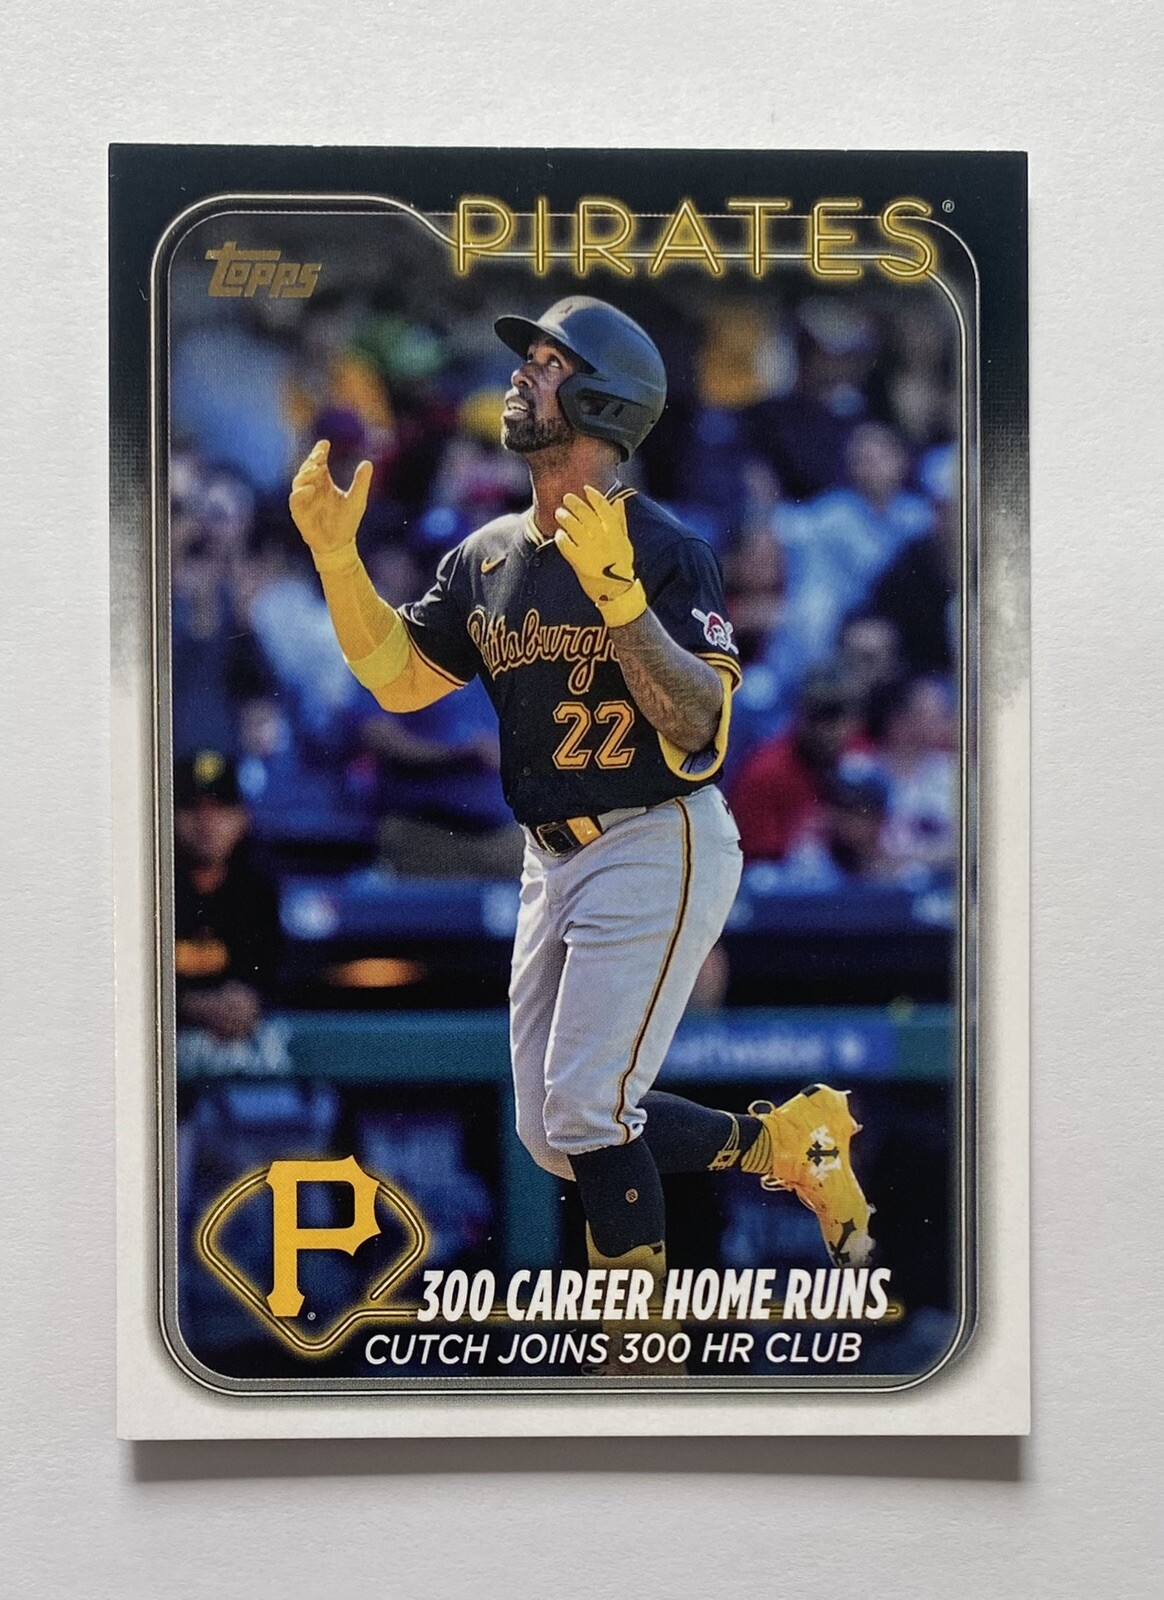 PIRATES®
Topps
Pittsburgh
22
P
P®
300 CAREER HOME RUNS
CUTCH JOINS 300 HR CLUB